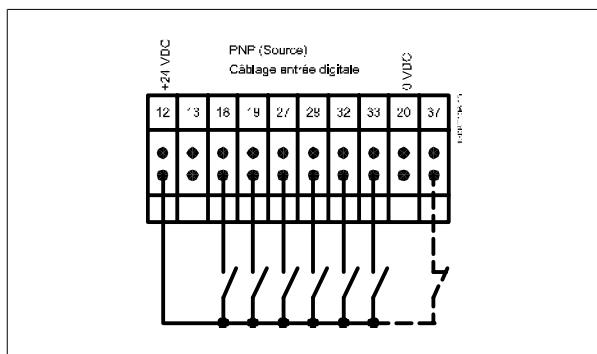 +24 VDC
PNP (Source)
Câblage entrée digitale
0 VDC
12 13 18 19 27 29 32 33 20 37